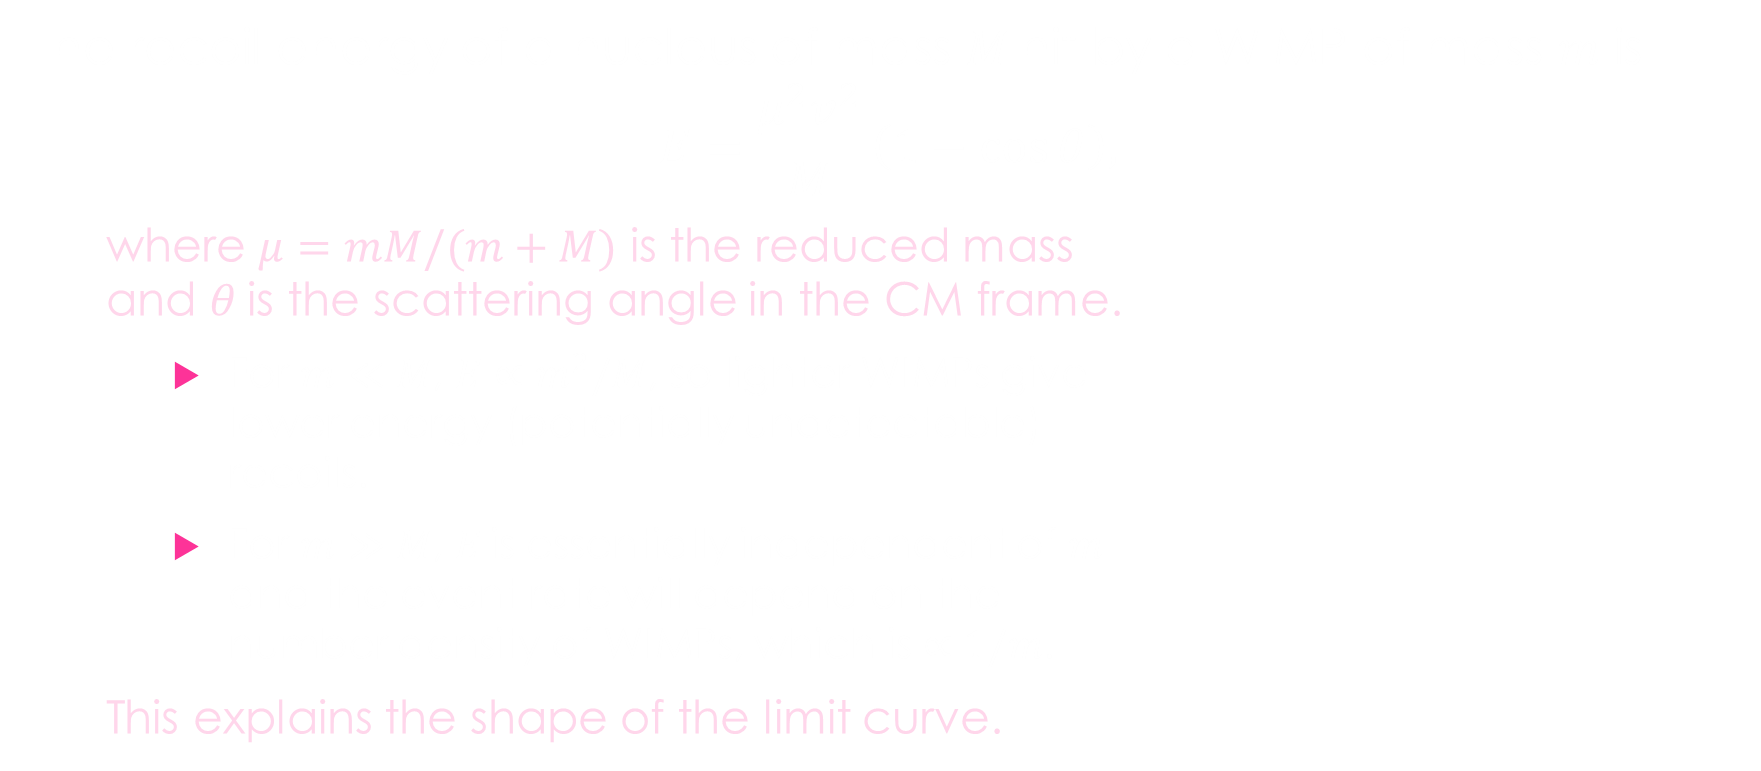 where μ = mM/(m + M) is the reduced mass
and θ is the scattering angle in the CM frame.
This explains the shape of the limit curve.